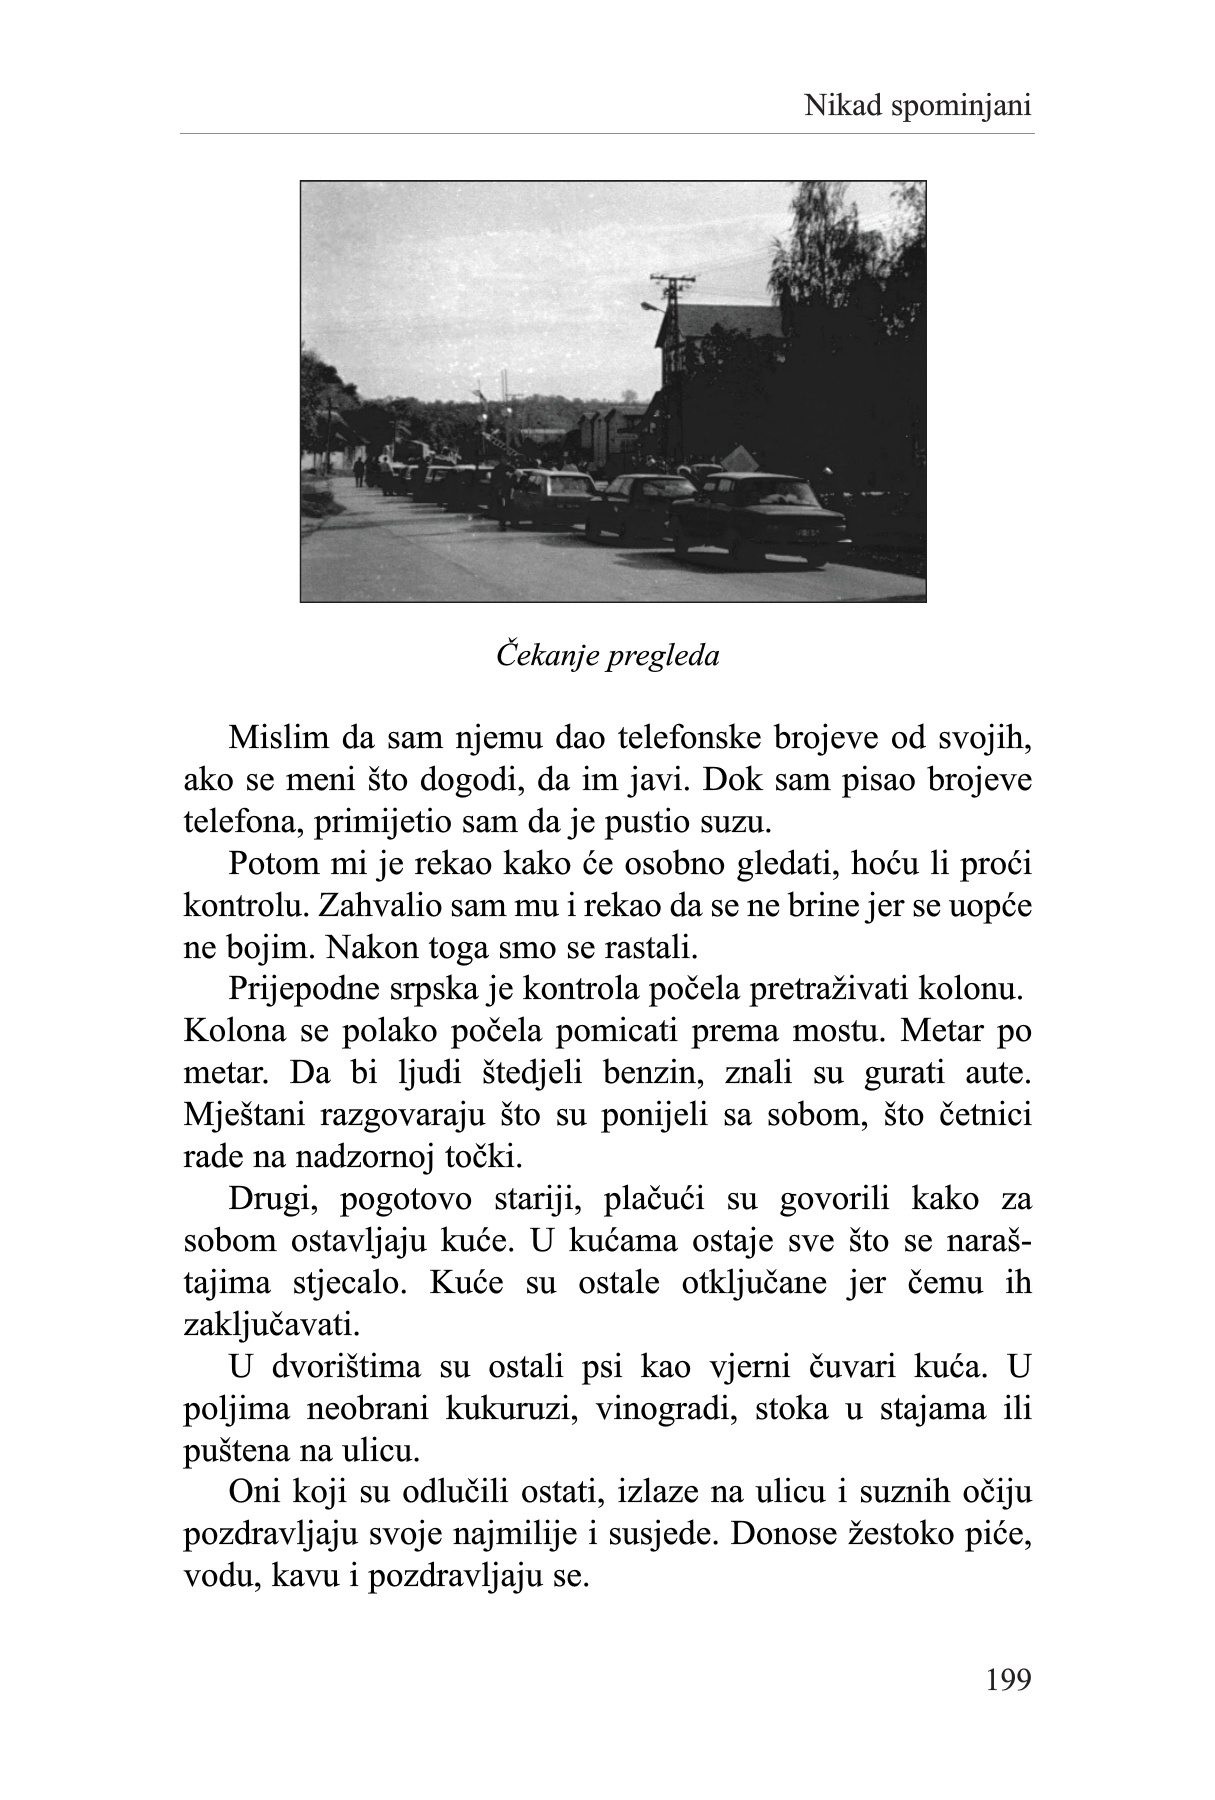 Nikad spominjani
Čekanje pregleda
Mislim da sam njemu dao telefonske brojeve od svojih,
ako se meni što dogodi, da im javi. Dok sam pisao brojeve
telefona, primijetio sam da je pustio suzu.
Potom mi je rekao kako će osobno gledati, hoću li proći
kontrolu. Zahvalio sam mu i rekao da se ne brine jer se uopće
ne bojim. Nakon toga smo se rastali.
Prijepodne srpska je kontrola počela pretraživati kolonu.
Kolona se polako počela pomicati prema mostu. Metar po
metar. Da bi ljudi štedjeli benzin, znali su gurati aute.
Mještani razgovaraju što su ponijeli sa sobom, što četnici
rade na nadzornoj točki.
Drugi, pogotovo stariji, plačući su govorili kako za
sobom ostavljaju kuće. U kućama ostaje sve što se naraš-
tajima stjecalo. Kuće su ostale otključane jer čemu ih
zaključavati.
U dvorištima su ostali psi kao vjerni čuvari kuća. U
poljima neobrani kukuruzi, vinogradi, stoka u stajama ili
puštena na ulicu.
Oni koji su odlučili ostati, izlaze na ulicu i suznih očiju
pozdravljaju svoje najmilije i susjede. Donose žestoko piće,
vodu, kavu i pozdravljaju se.
199